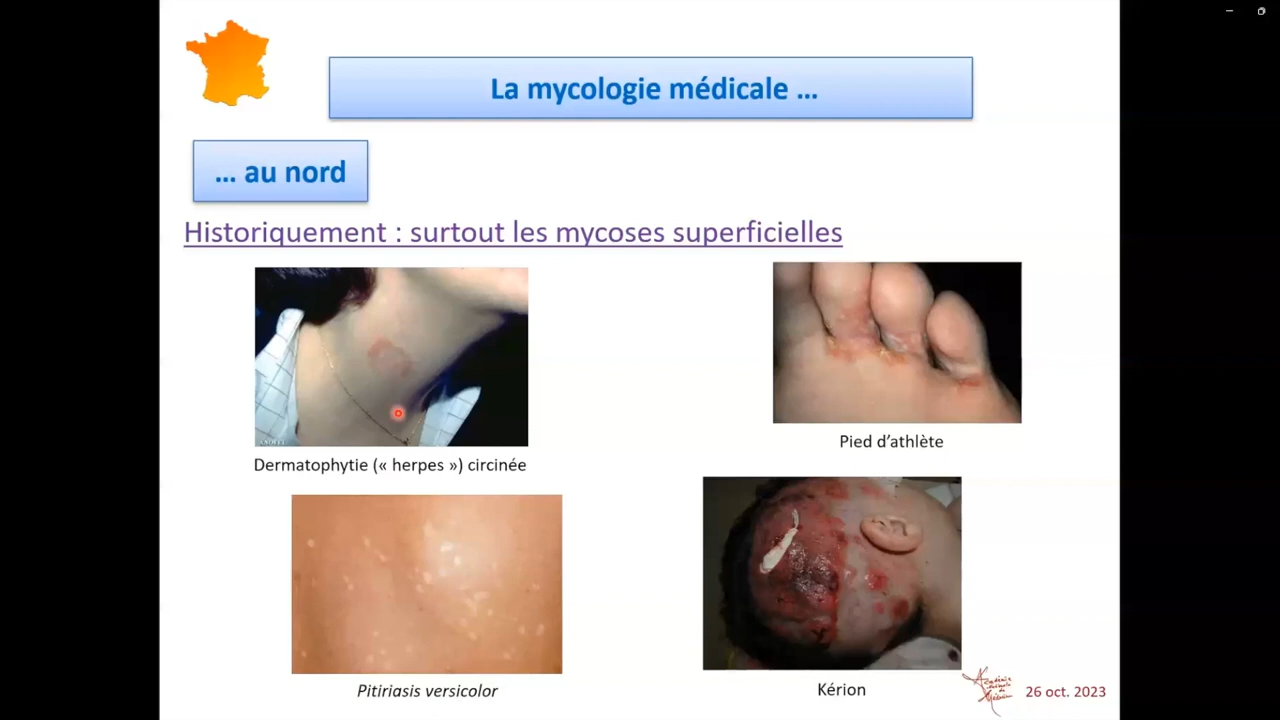 La mycologie médicale ...
... au nord
Historiquement : surtout les mycoses superficielles
Dermatophytie (« herpes ») circinée
Pied d’athlète
Pitiriasis versicolor
Kérion
26 oct. 2023